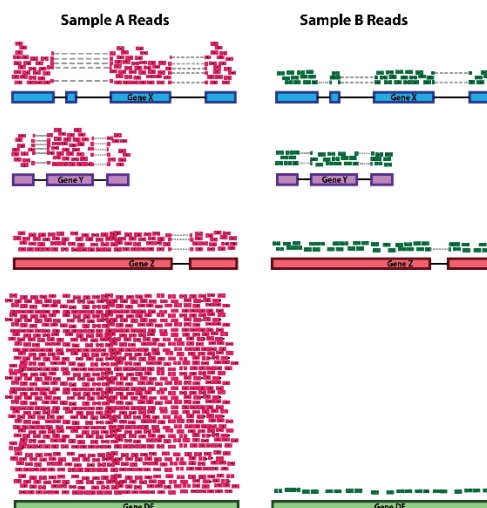 Sample A Reads
Sample B Reads
Gene X
Gene X
Gene Y
Gene Y
Gene Z
Gene Z
Gene DE
Gene DE